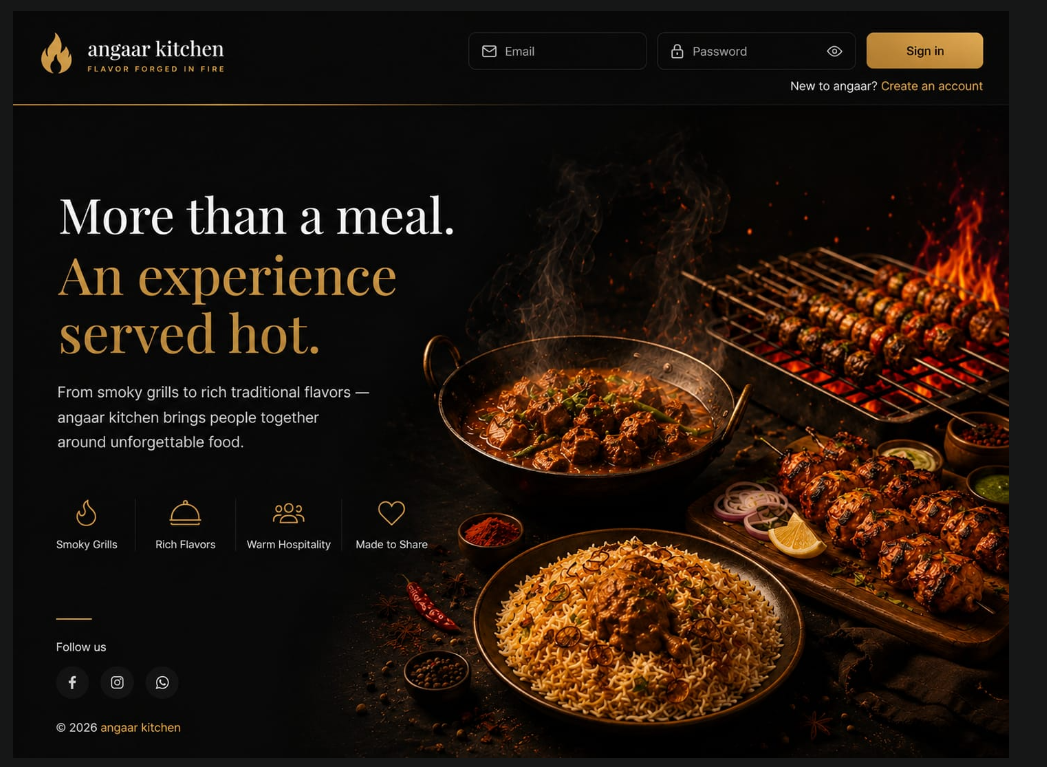 angaar kitchen
FLAVOR FORGED IN FIRE
Email
Password
Sign in
New to angaar? Create an account
More than a meal.
An experience
served hot.
From smoky grills to rich traditional flavors —
angaar kitchen brings people together
around unforgettable food.
Smoky Grills
Rich Flavors
Warm Hospitality
Made to Share
Follow us
© 2026 angaar kitchen